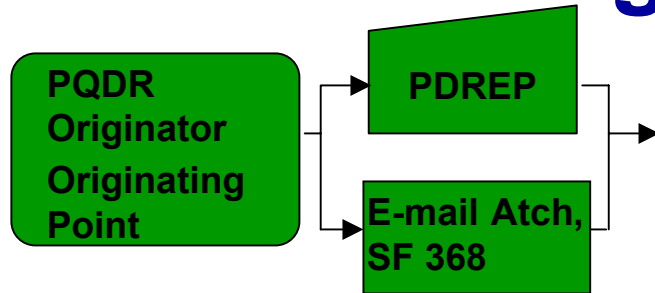 PQDR
Originator
Originating
Point
PDREP
E-mail Atch,
SF 368